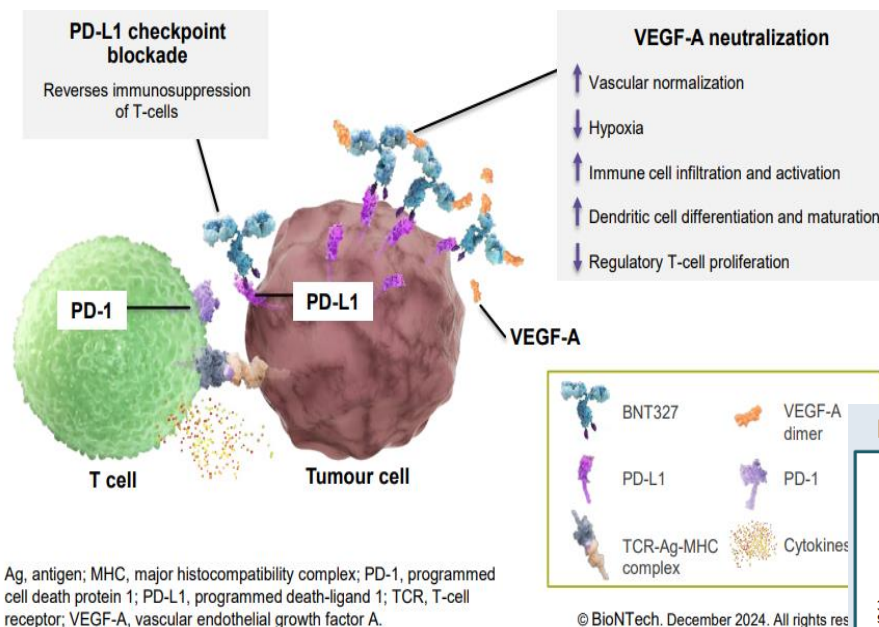 PD-L1 checkpoint
blockade
Reverses immunosuppression
of T-cells
VEGF-A neutralization
Vascular normalization
Hypoxia
Immune cell infiltration and activation
Dendritic cell differentiation and maturation
Regulatory T-cell proliferation
PD-1
PD-L1
VEGF-A
T cell
Tumour cell
BNT327
VEGF-A
dimer
PD-L1
PD-1
TCR-Ag-MHC
complex
Cytokines
Ag, antigen; MHC, major histocompatibility complex; PD-1, programmed
cell death protein 1; PD-L1, programmed death-ligand 1; TCR, T-cell
receptor; VEGF-A, vascular endothelial growth factor A.
© BioNTech. December 2024. All rights